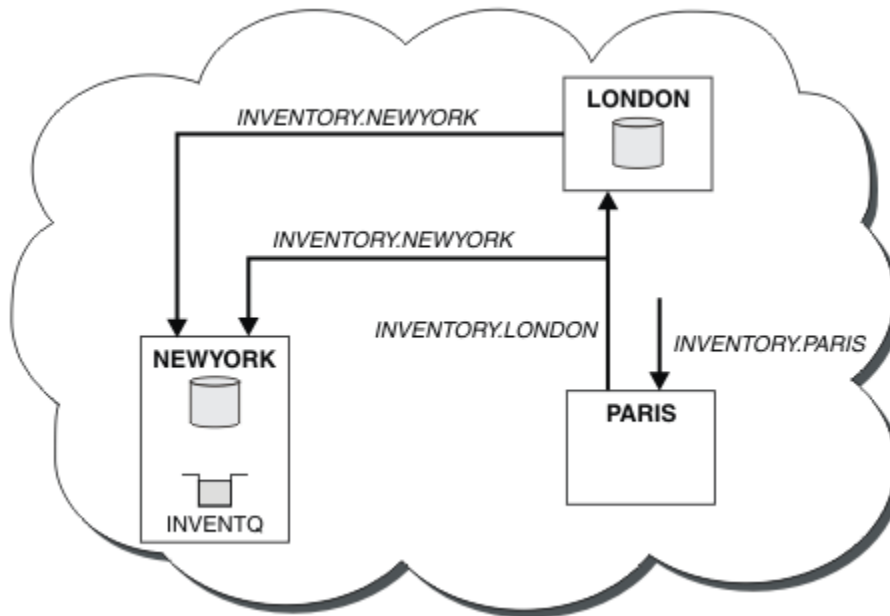 LONDON
INVENTORY.NEWYORK
INVENTORY.NEWYORK
INVENTORY.LONDON
INVENTORY.PARIS
NEWYORK
PARIS
INVENTQ